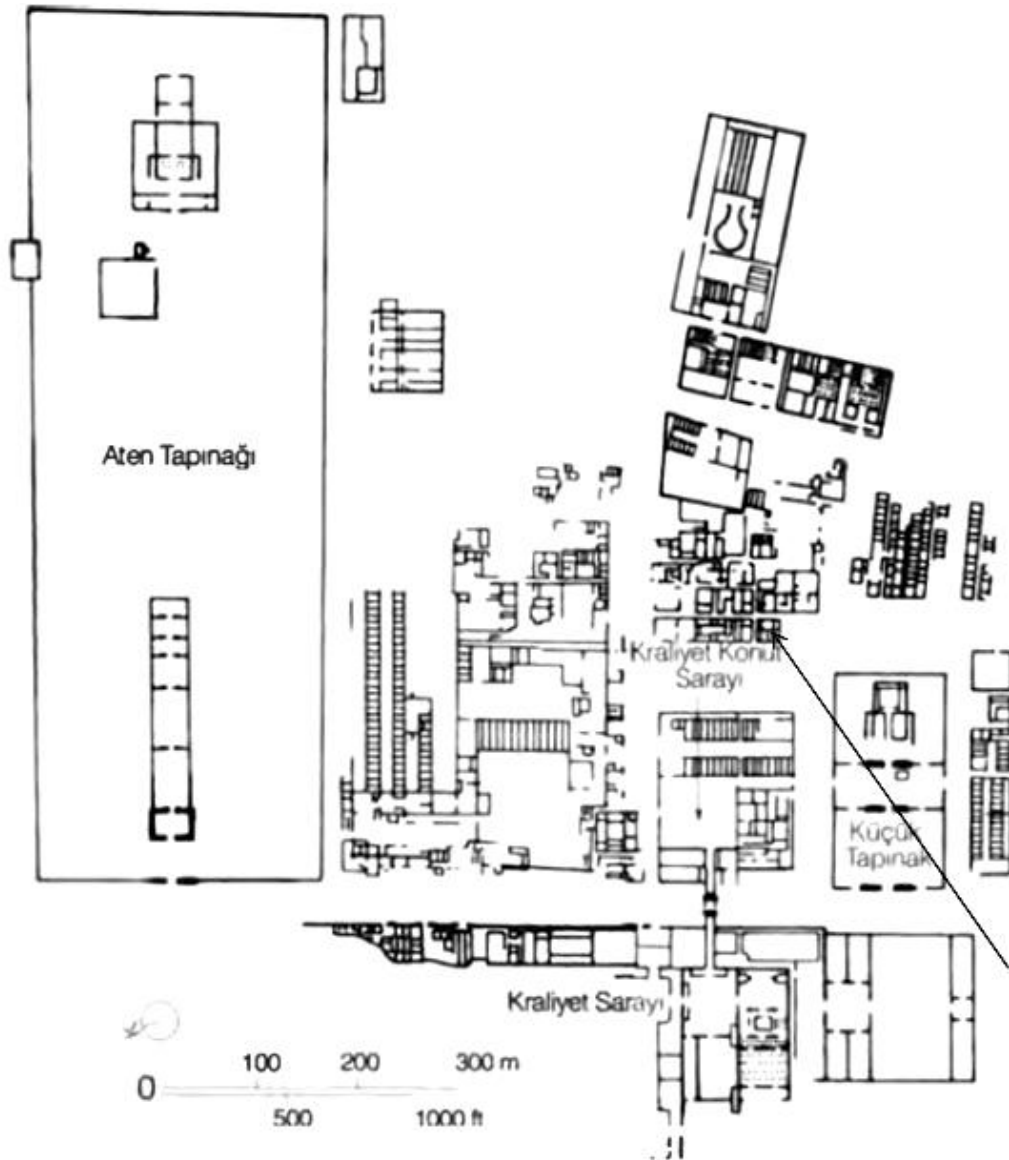 Aten Tapınağı
Kraliyet Konut
Sarayı
Küçük
Tapınak
Kraliyet Sarayı
100 200 300 m
0
500 1000 ft